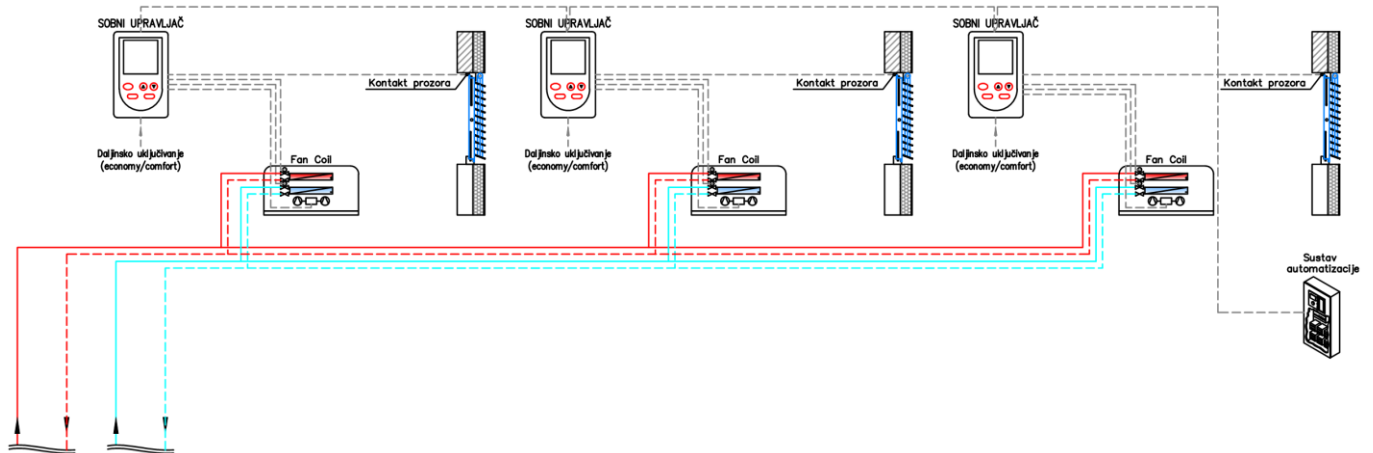 SOBNI UPRAVLJAČ
SOBNI UPRAVLJAČ
SOBNI UPRAVLJAČ
Kontakt prozora
Kontakt prozora
Kontakt prozora
Daljinsko uključivanje
(economy/comfort)
Fan Coil
Daljinsko uključivanje
(economy/comfort)
Fan Coil
Daljinsko uključivanje
(economy/comfort)
Fan Coil
Sustav
automatizacije